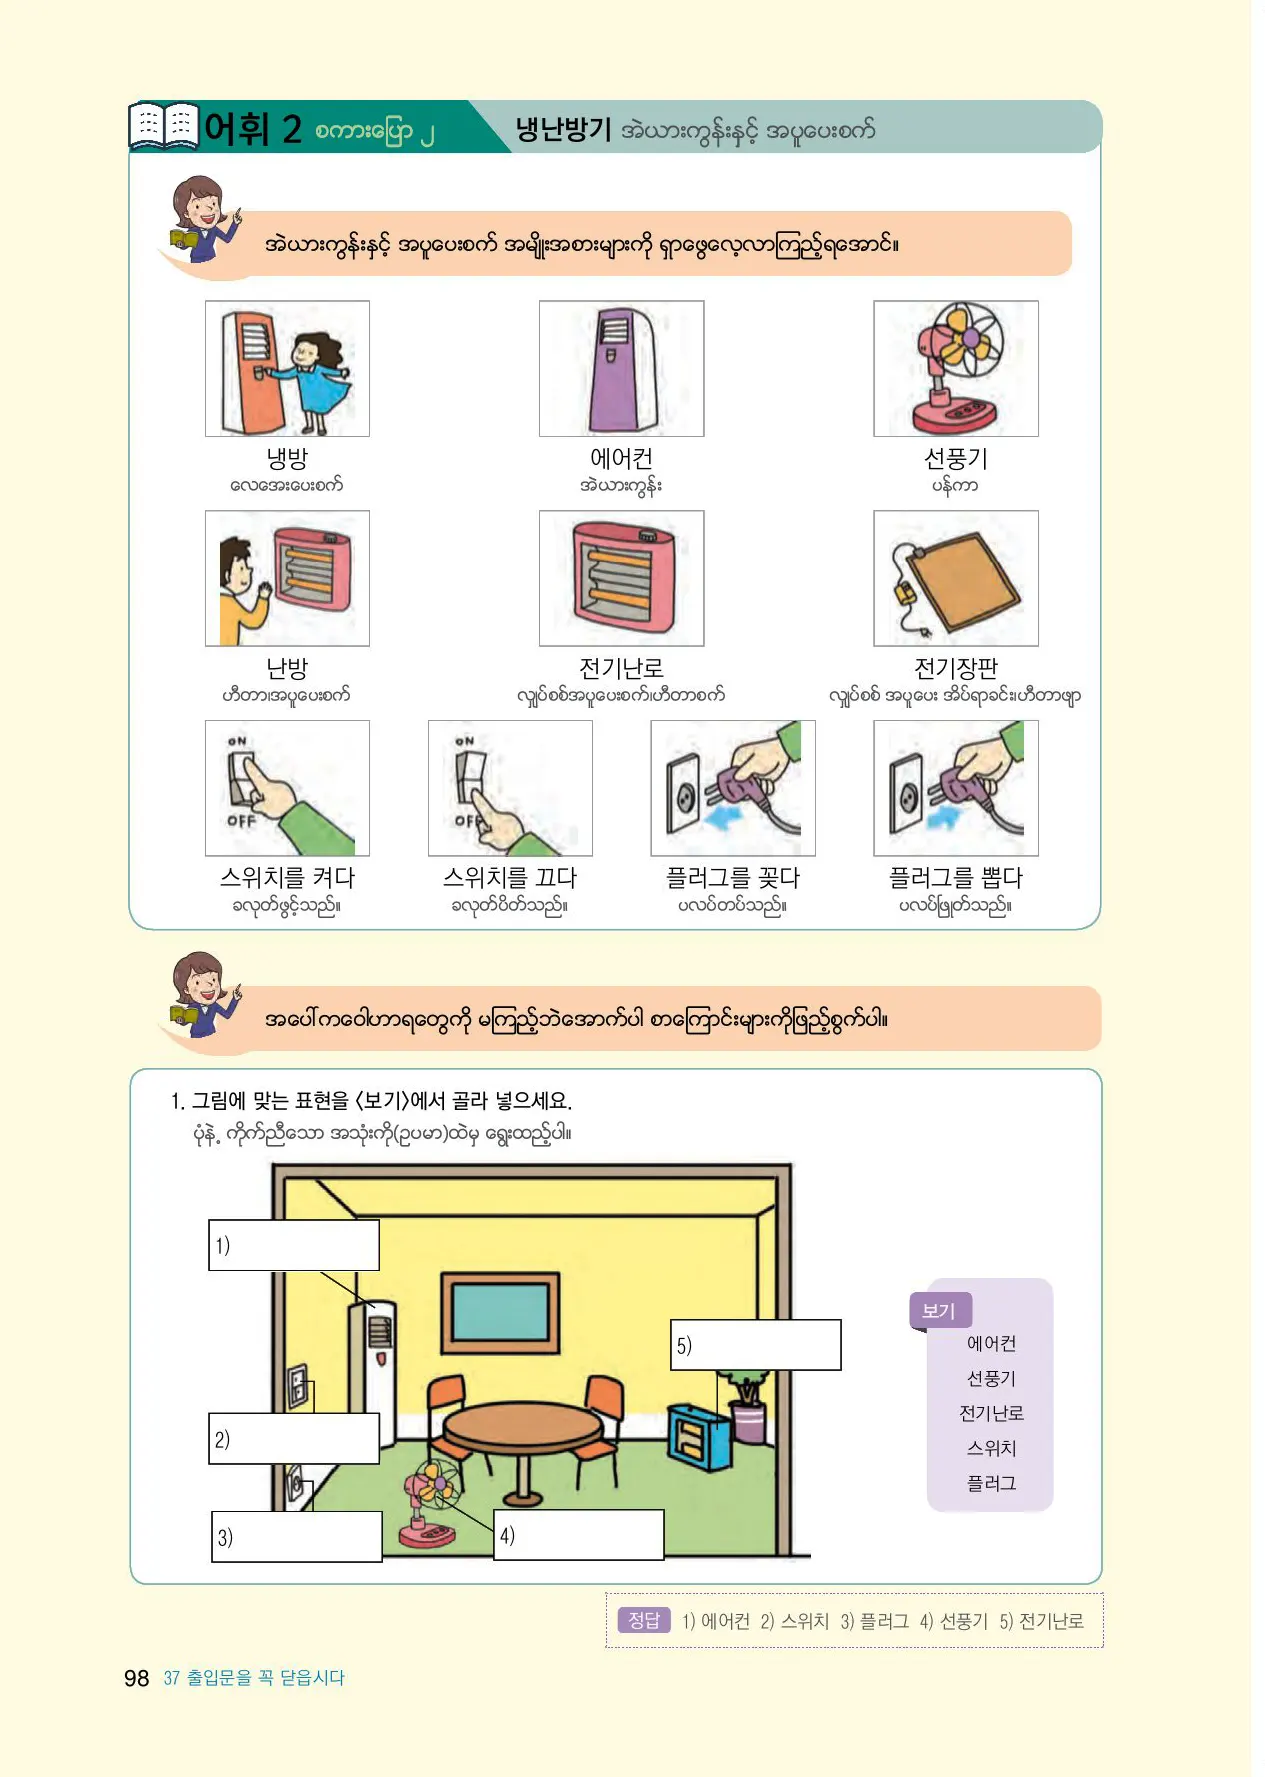 어휘 2 စကားပြော ၂ 냉난방기 အဲယားကွန်းနှင့် အပူပေးစက်
အဲယားကွန်းနှင့် အပူပေးစက် အမျိုးအစားများကို ရှာဖွေလေ့လာကြည့်ရအောင်။
냉방 에어컨 선풍기
လေအေးပေးစက် အဲယားကွန်း ပန်ကာ
난방 전기난로 전기장판
ဟီတာ၊အပူပေးစက် လျှပ်စစ်အပူပေးစက်၊ဟီတာစက် လျှပ်စစ် အပူပေး အိပ်ရာခင်း၊ဟီတာဖျာ
ON ON
OFF OFF
스위치를 켜다 스위치를 끄다 플러그를 꽂다 플러그를 뽑다
ခလုတ်ဖွင့်သည်။ ခလုတ်ပိတ်သည်။ ပလပ်တပ်သည်။ ပလပ်ဖြုတ်သည်။
အပေါ်ကဝေါဟာရတွေကို မကြည့်ဘဲအောက်ပါ စာကြောင်းများကိုဖြည့်စွက်ပါ။
1. 그림에 맞는 표현을 <보기>에서 골라 넣으세요.
ပုံနဲ့ ကိုက်ညီသော အသုံးကို(ဥပမာ)ထဲမှ ရွေးထည့်ပါ။
1)
2)
3)
4)
5)
보기
에어컨
선풍기
전기난로
스위치
플러그
정답 1) 에어컨 2) 스위치 3) 플러그 4) 선풍기 5) 전기난로
98 37 출입문을 꼭 닫읍시다